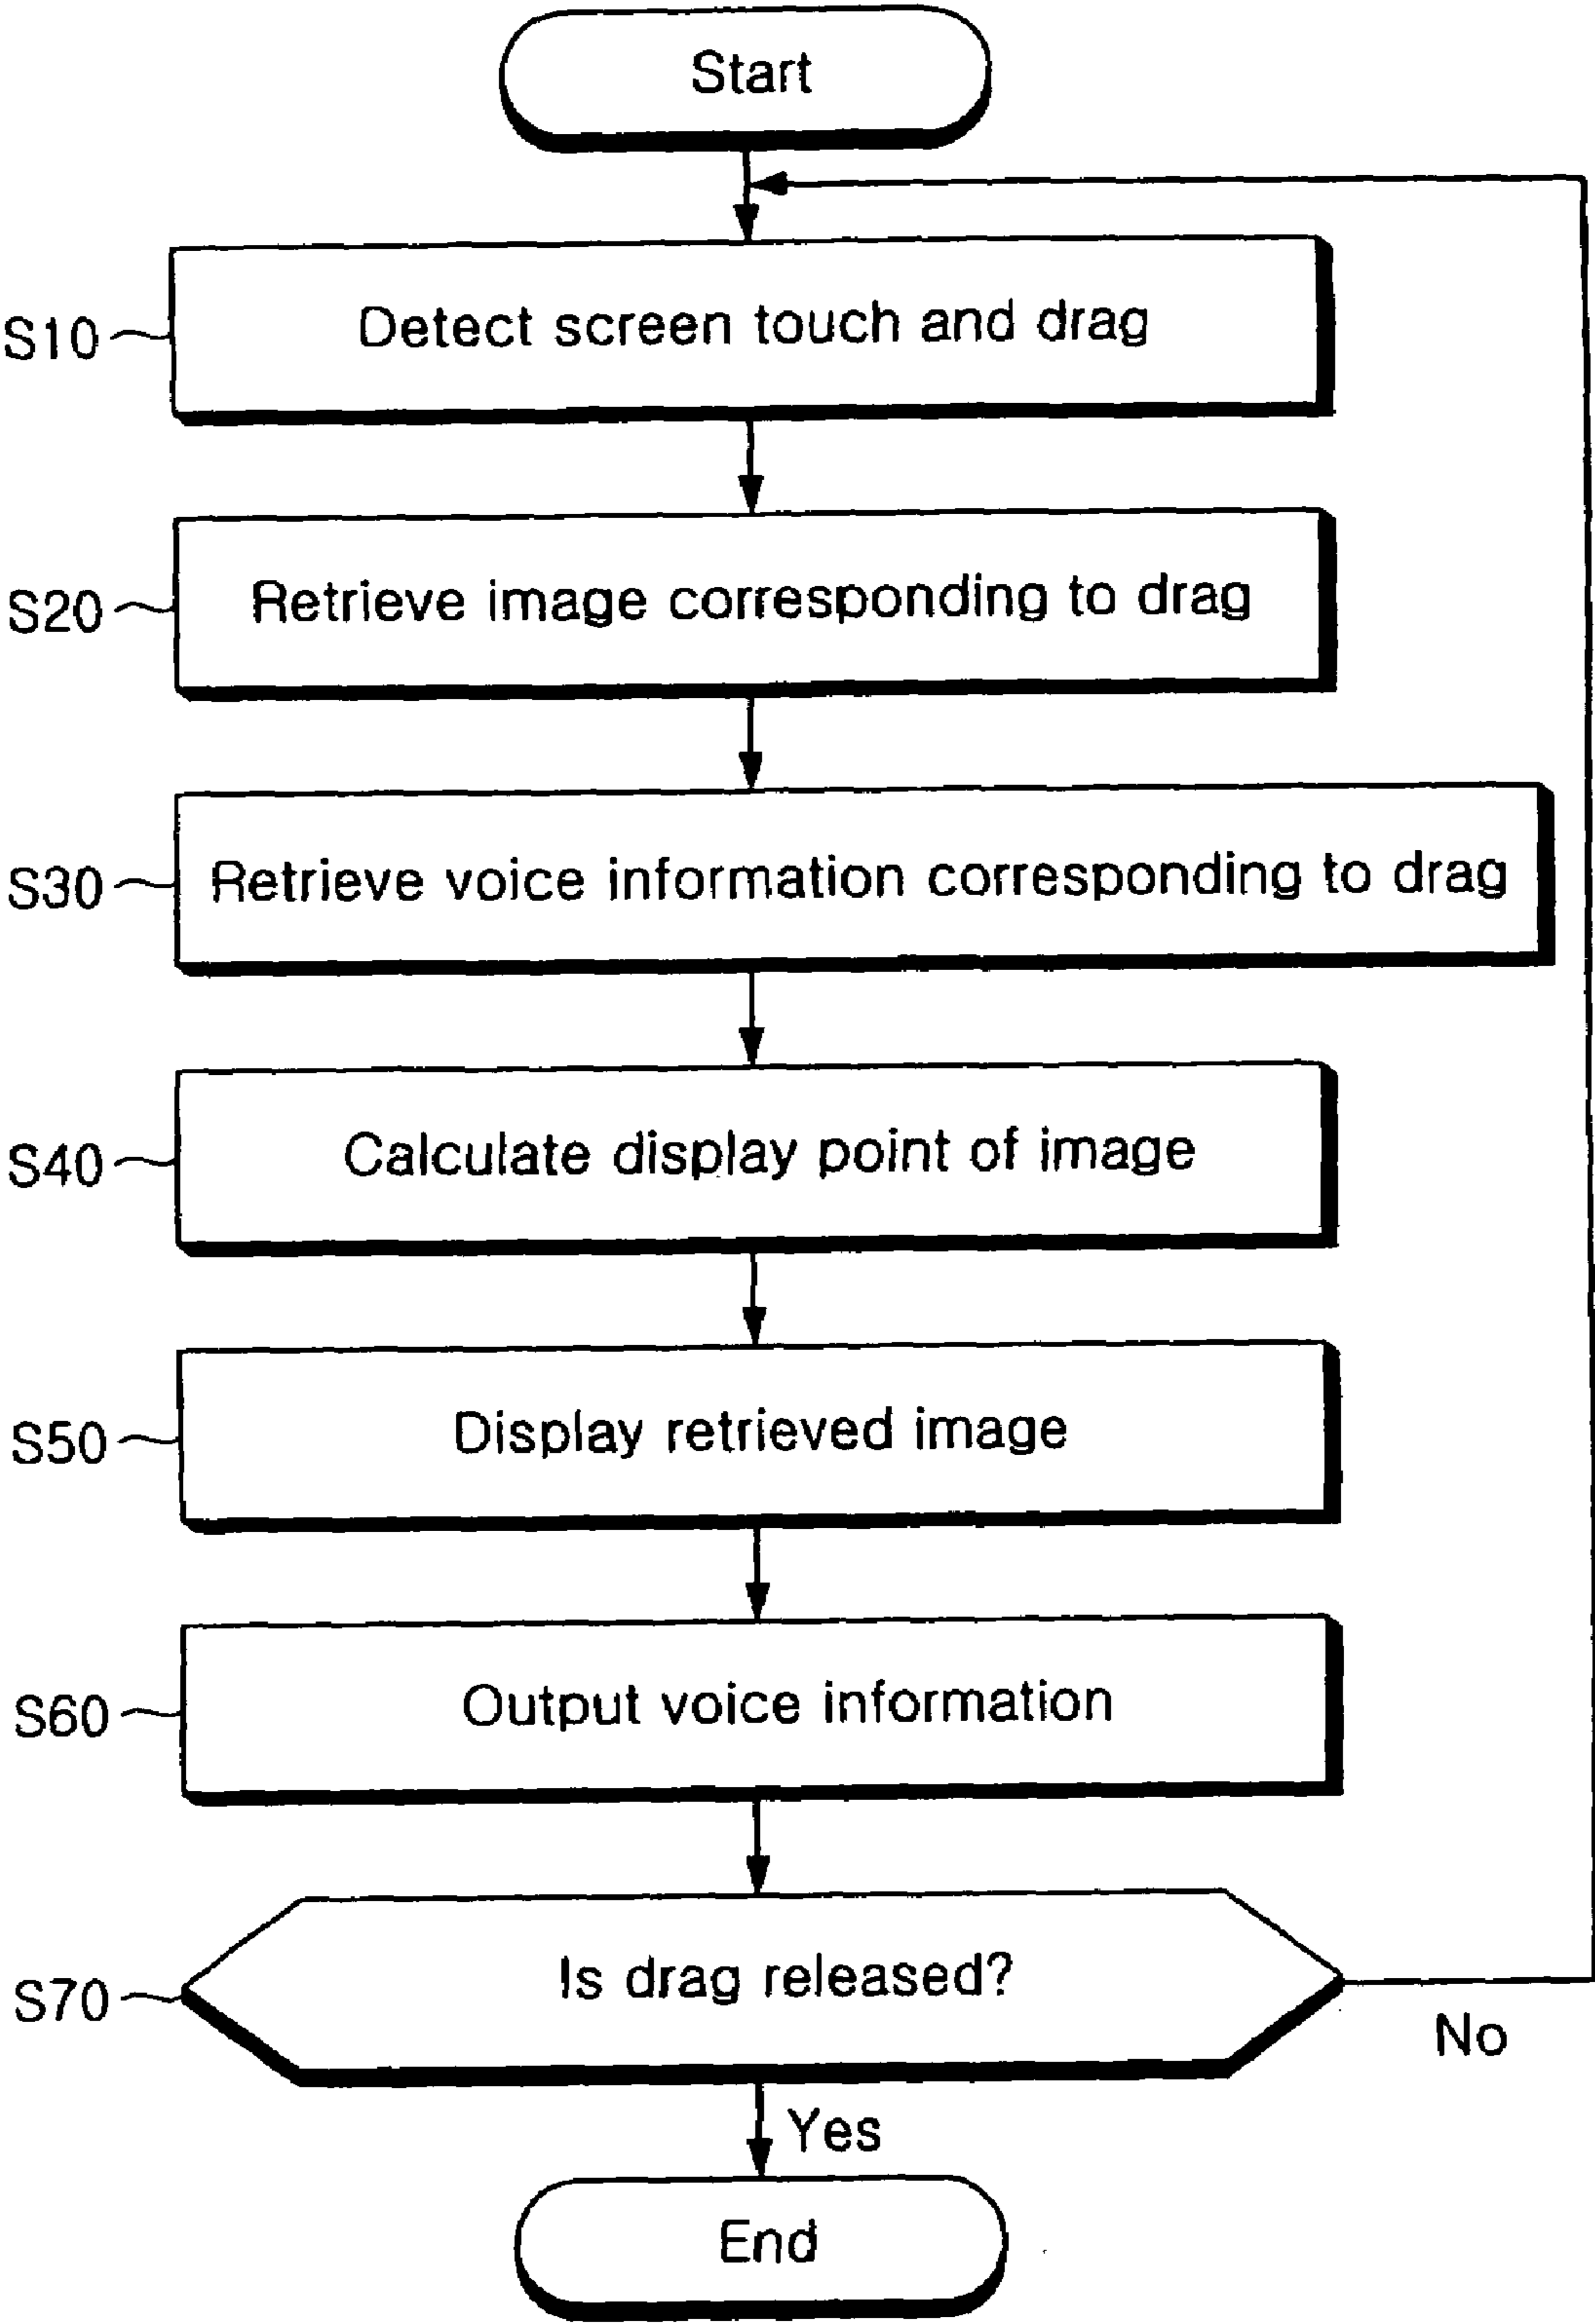 Start
S10 Detect screen touch and drag
S20 Retrieve image corresponding to drag
S30 Retrieve voice information corresponding to drag
S40 Calculate display point of image
S50 Display retrieved image
S60 Output voice information
S70 Is drag released?
No
Yes
End